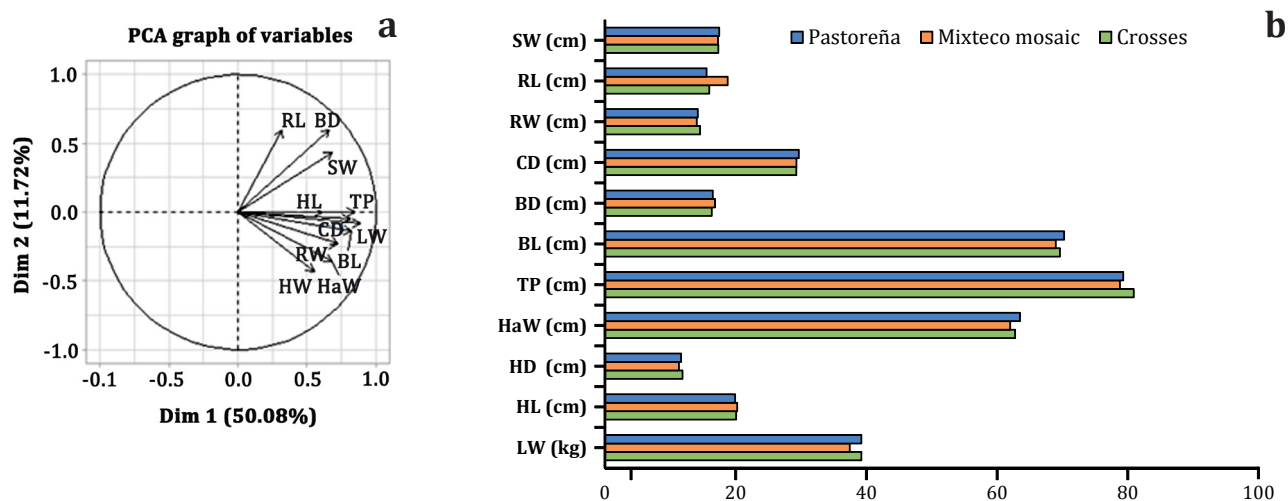 a
PCA graph of variables
1.0
0.5
0.0
-0.5
-1.0
Dim 2 (11.72%)
RL BD
SW
HL TP
CD LW
RW BL
HW HaW
-0.1 -0.5 0.0 0.5 1.0
Dim 1 (50.08%)
b
Pastoreña Mixteco mosaic Crosses
SW (cm)
RL (cm)
RW (cm)
CD (cm)
BD (cm)
BL (cm)
TP (cm)
HaW (cm)
HD (cm)
HL (cm)
LW (kg)
0 20 40 60 80 100